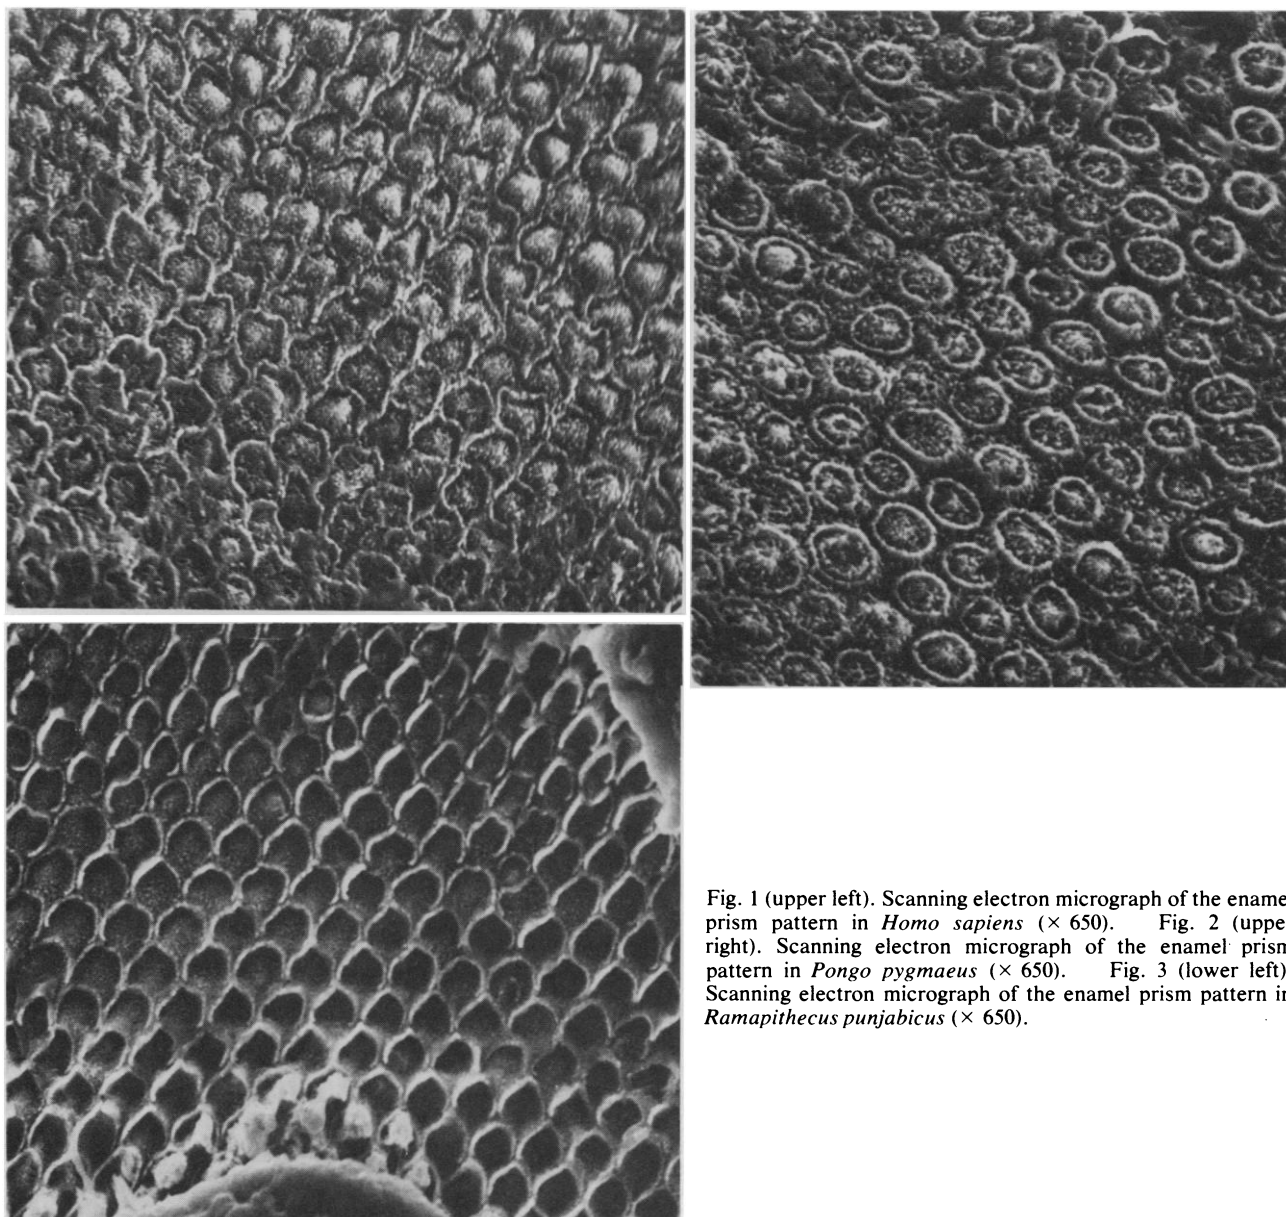 Fig. 1 (upper left). Scanning electron micrograph of the ename
prism pattern in Homo sapiens (× 650). Fig. 2 (uppe
right). Scanning electron micrograph of the enamel prism
pattern in Pongo pygmaeus (× 650). Fig. 3 (lower left)
Scanning electron micrograph of the enamel prism pattern in
Ramapithecus punjabicus (× 650).